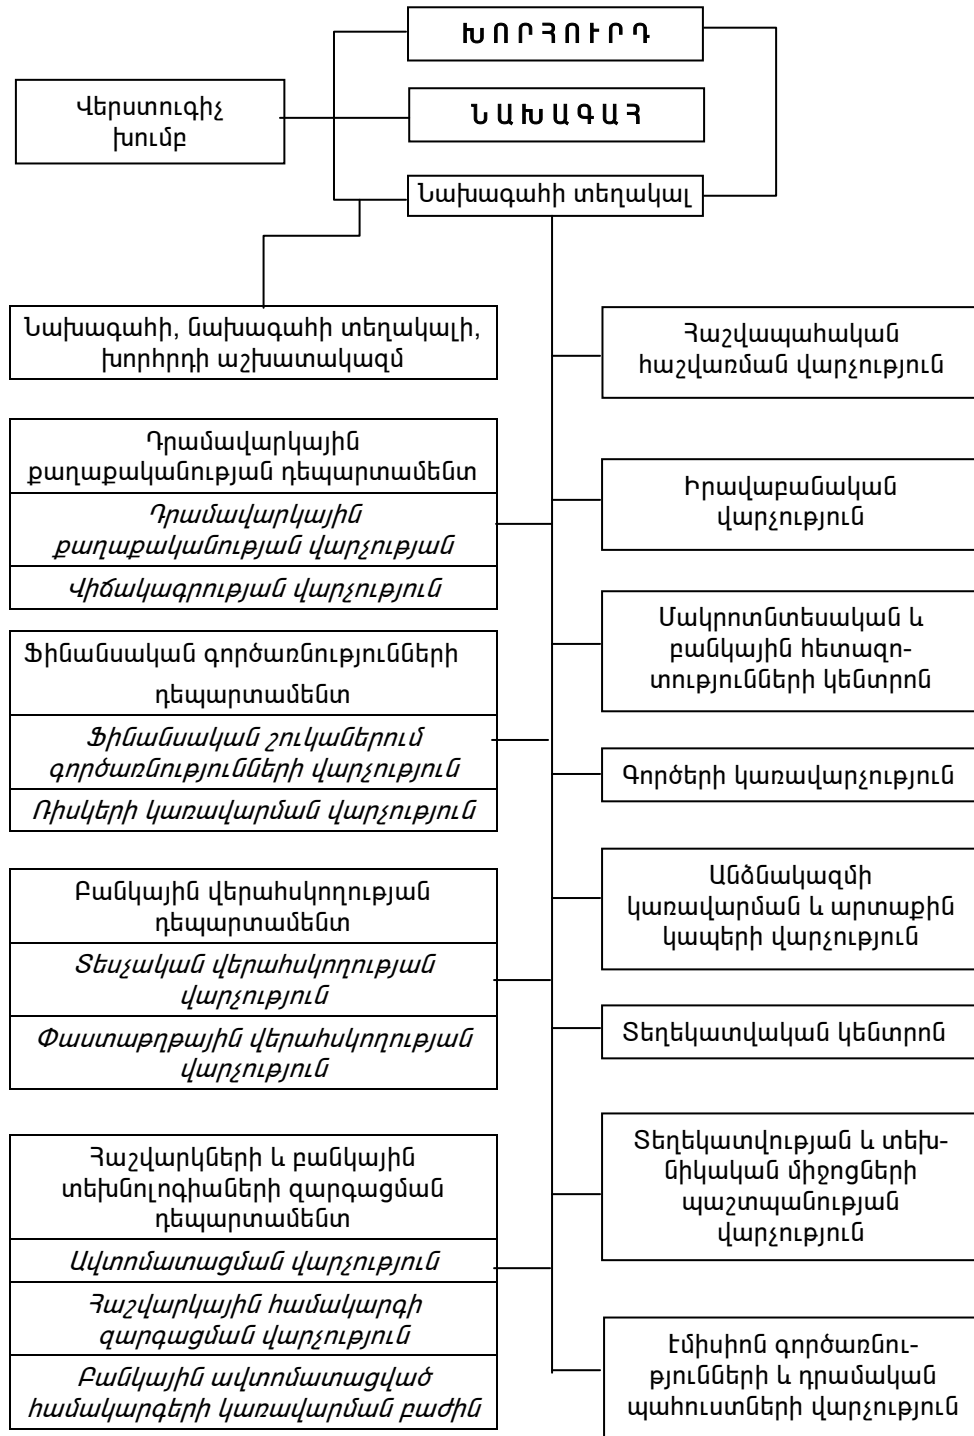 ԽՈՐՀՈՒՐԴ
Վերստուգիչ
խումբ
ՆԱԽԱԳԱՀ
Նախագահի տեղակալ
Նախագահի, նախագահի տեղակալի,
խորհրդի աշխատակազմ
Դրամավարկային
քաղաքականության դեպարտամենտ
Դրամավարկային
քաղաքականության վարչության
Վիճակագրության վարչություն
Ֆինանսական գործառնությունների
դեպարտամենտ
Ֆինանսական շուկաներում
գործառնությունների վարչություն
Ռիսկերի կառավարման վարչություն
Բանկային վերահսկողության
դեպարտամենտ
Տեսչական վերահսկողության
վարչություն
Փաստաթղթային վերահսկողության
վարչություն
Հաշվարկների և բանկային
տեխնոլոգիաների զարգացման
դեպարտամենտ
Ավտոմատացման վարչություն
Հաշվարկային համակարգի
զարգացման վարչություն
Բանկային ավտոմատացված
համակարգերի կառավարման բաժին
Հաշվապահական
հաշվառման վարչություն
Իրավաբանական
վարչություն
Մակրոտնտեսական և
բանկային հետազո-
տությունների կենտրոն
Գործերի կառավարչություն
Անձնակազմի
կառավարման և արտաքին
կապերի վարչություն
Տեղեկատվական կենտրոն
Տեղեկատվության և տեխ-
նիկական միջոցների
պաշտպանության
վարչություն
Էմիսիոն գործառնու-
թյունների և դրամական
պահուստների վարչություն